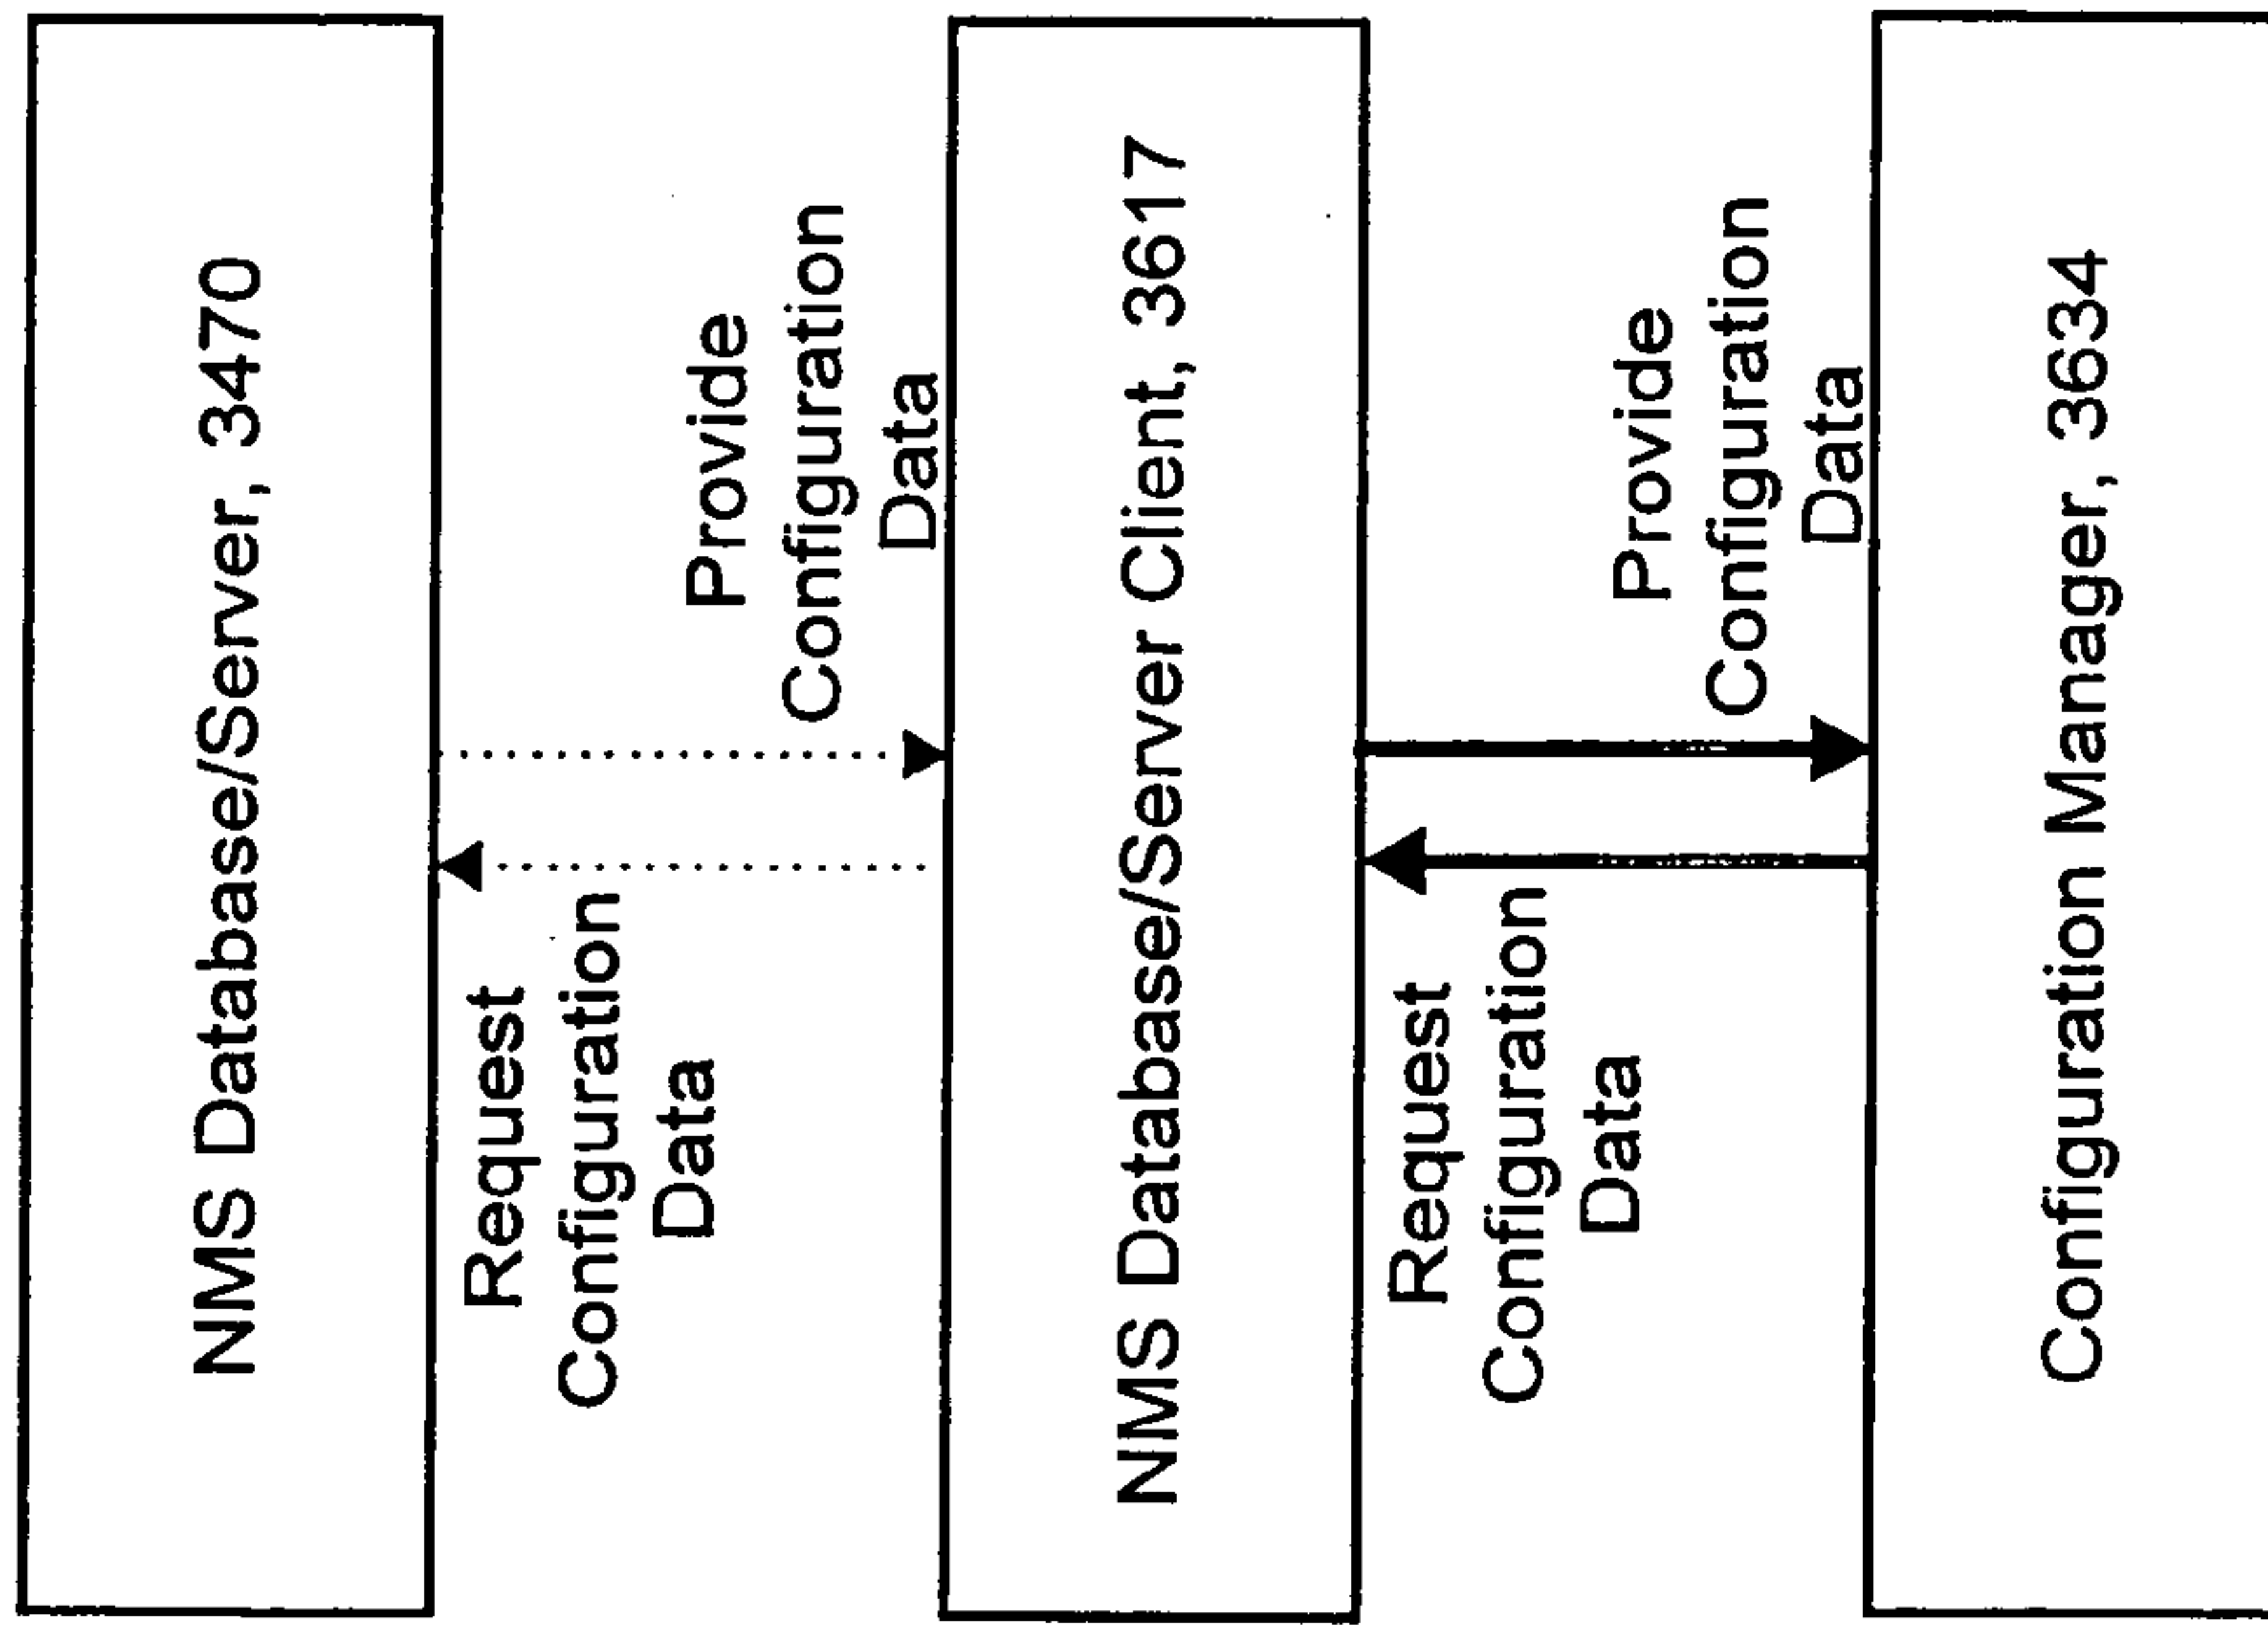 NMS Database/Server, 3470
Request
Configuration
Data
Provide
Configuration
Data
NMS Database/Server Client, 3617
Request
Configuration
Data
Provide
Configuration
Data
Configuration Manager, 3634